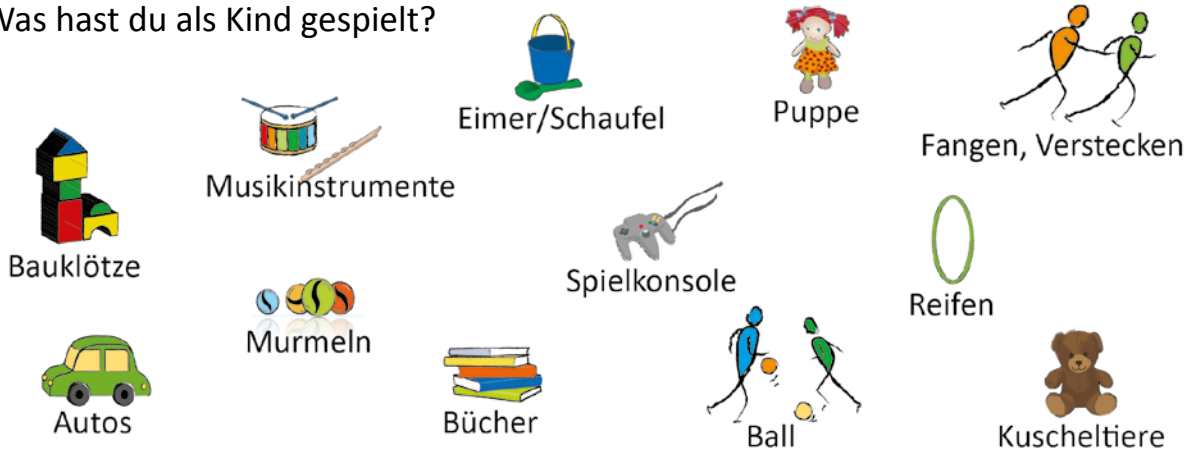 Was hast du als Kind gespielt?
Eimer/Schaufel
Puppe
Fangen, Verstecken
Musikinstrumente
Bauklötze
Spielkonsole
Reifen
Murmeln
Autos
Bücher
Ball
Kuscheltiere